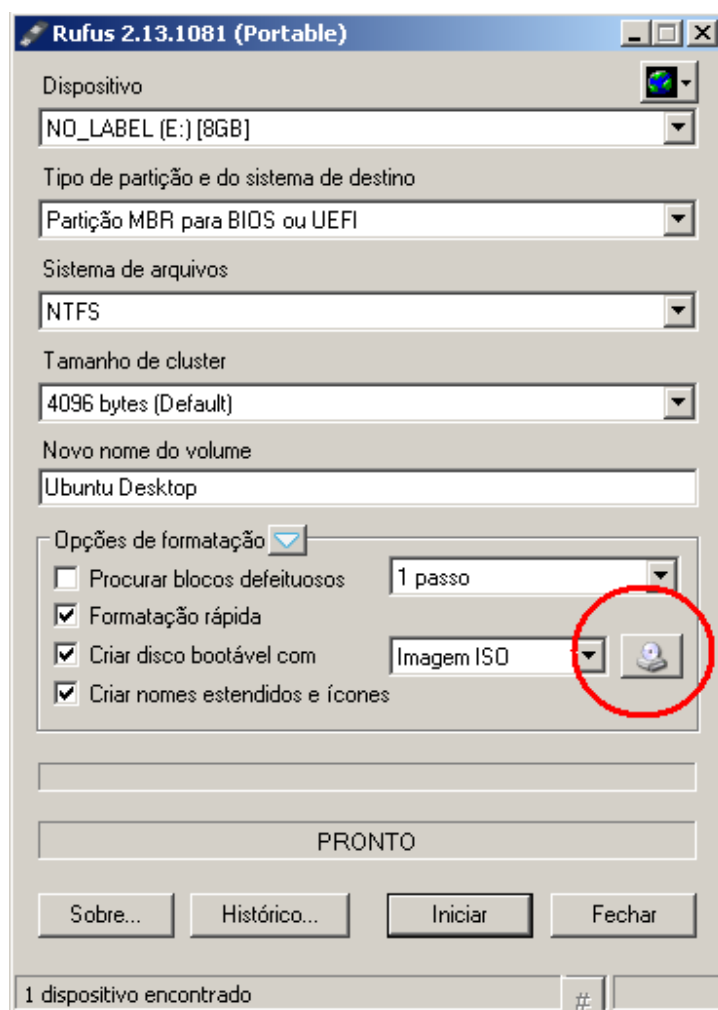 Rufus 2.13.1081 (Portable)
Dispositivo
NO_LABEL (E:) [8GB]
Tipo de partição e do sistema de destino
Partição MBR para BIOS ou UEFI
Sistema de arquivos
NTFS
Tamanho de cluster
4096 bytes (Default)
Novo nome do volume
Ubuntu Desktop
Opções de formatação
Procurar blocos defeituosos 1 passo
Formatação rápida
Criar disco bootável com Imagem ISO
Criar nomes estendidos e ícones
PRONTO
Sobre... Histórico... Iniciar Fechar
1 dispositivo encontrado #